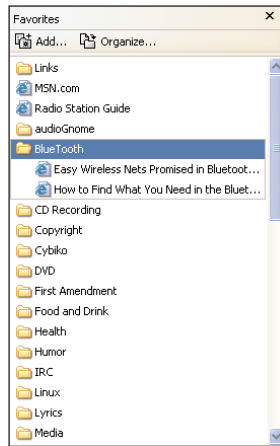 Favorites
Add... Organize...
Links
MSN.com
Radio Station Guide
audioGnome
BlueTooth
Easy Wireless Nets Promised in Bluetoot...
How to Find What You Need in the Bluet...
CD Recording
Copyright
Cybiko
DVD
First Amendment
Food and Drink
Health
Humor
IRC
Linux
Lyrics
Media